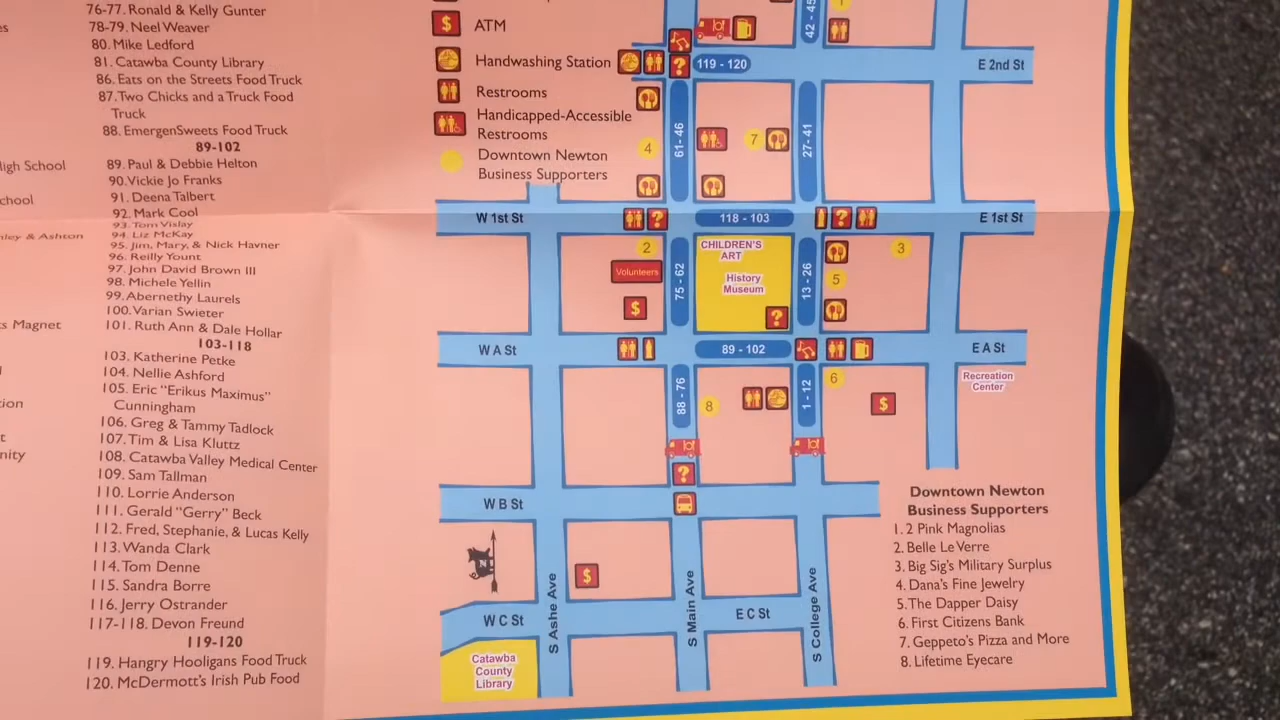 76-77. Ronald & Kelly Gunter
78-79. Neel Weaver
80. Mike Ledford
81. Catawba County Library
86. Eats on the Streets Food Truck
87. Two Chicks and a Truck Food
Truck
88. EmergenSweets Food Truck
89-102
89. Paul & Debbie Helton
90. Vickie Jo Franks
91. Deena Talbert
92. Mark Cool
93. Tom Vislay
94. Liz McKay
95. Jim, Mary, & Nick Havner
96. Reilly Yount
97. John David Brown III
98. Michele Yellin
99. Abernethy Laurels
100. Varian Swieter
101. Ruth Ann & Dale Hollar
103-118
103. Katherine Petke
104. Nellie Ashford
105. Eric "Erikus Maximus"
Cunningham
106. Greg & Tammy Tadlock
107. Tim & Lisa Kluttz
108. Catawba Valley Medical Center
109. Sam Tallman
110. Lorrie Anderson
111. Gerald "Gerry" Beck
112. Fred, Stephanie, & Lucas Kelly
113. Wanda Clark
114. Tom Denne
115. Sandra Borre
116. Jerry Ostrander
117-118. Devon Freund
119-120
119. Hangry Hooligans Food Truck
120. McDermott's Irish Pub Food
High School
School
& Ashton
Magnet
$ ATM
Handwashing Station
Restrooms
Handicapped-Accessible
Restrooms
Downtown Newton
Business Supporters
42 - 45
1
? 119 - 120
E 2nd St
61-46
27-41
4
7
W 1st St
? 118 - 103 ?
E 1st St
2
CHILDREN'S
ART
3
Volunteers
75 - 62
History
Museum
13 - 26
5
$
?
W A St
89 - 102
E A St
88 - 76
1 - 12
6
8
$
Recreation
Center
?
W B St
N
$
S Ashe Ave
S Main Ave
S College Ave
W C St
E C St
Catawba
County
Library
Downtown Newton
Business Supporters
1. 2 Pink Magnolias
2. Belle Le Verre
3. Big Sig's Military Surplus
4. Dana's Fine Jewelry
5. The Dapper Daisy
6. First Citizens Bank
7. Geppeto's Pizza and More
8. Lifetime Eyecare